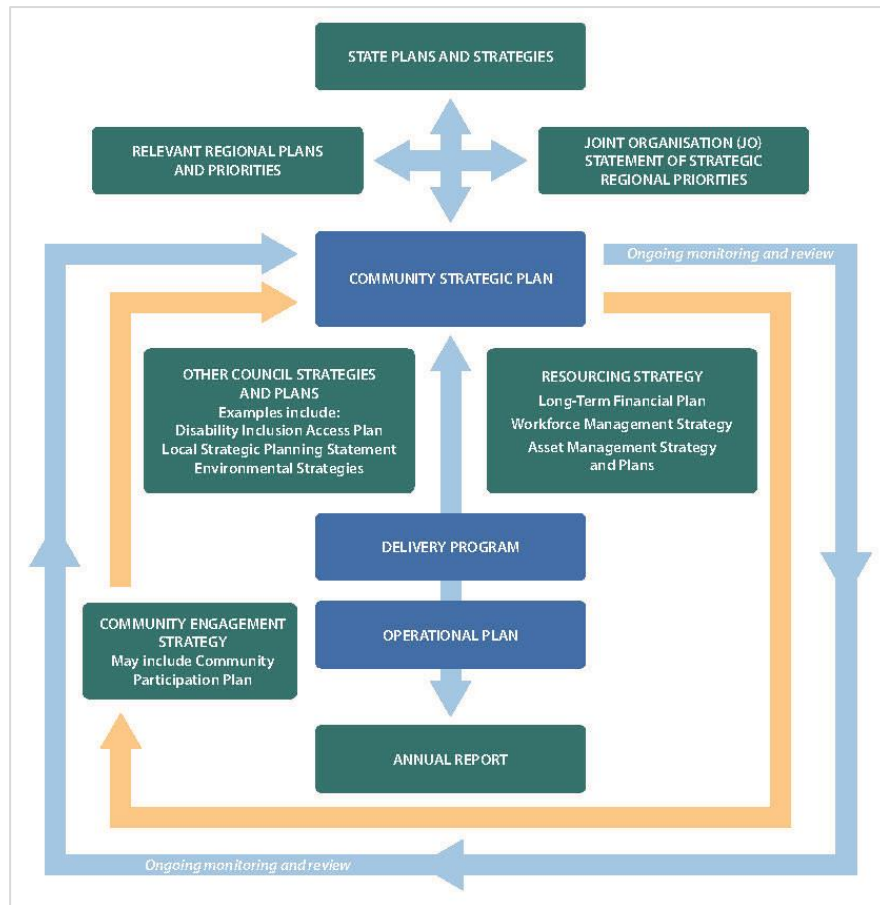 STATE PLANS AND STRATEGIES
RELEVANT REGIONAL PLANS
AND PRIORITIES
JOINT ORGANISATION (JO)
STATEMENT OF STRATEGIC
REGIONAL PRIORITIES
COMMUNITY STRATEGIC PLAN
Ongoing monitoring and review
OTHER COUNCIL STRATEGIES
AND PLANS
Examples include:
Disability Inclusion Access Plan
Local Strategic Planning Statement
Environmental Strategies
RESOURCING STRATEGY
Long-Term Financial Plan
Workforce Management Strategy
Asset Management Strategy
and Plans
DELIVERY PROGRAM
COMMUNITY ENGAGEMENT
STRATEGY
May include Community
Participation Plan
OPERATIONAL PLAN
ANNUAL REPORT
Ongoing monitoring and review